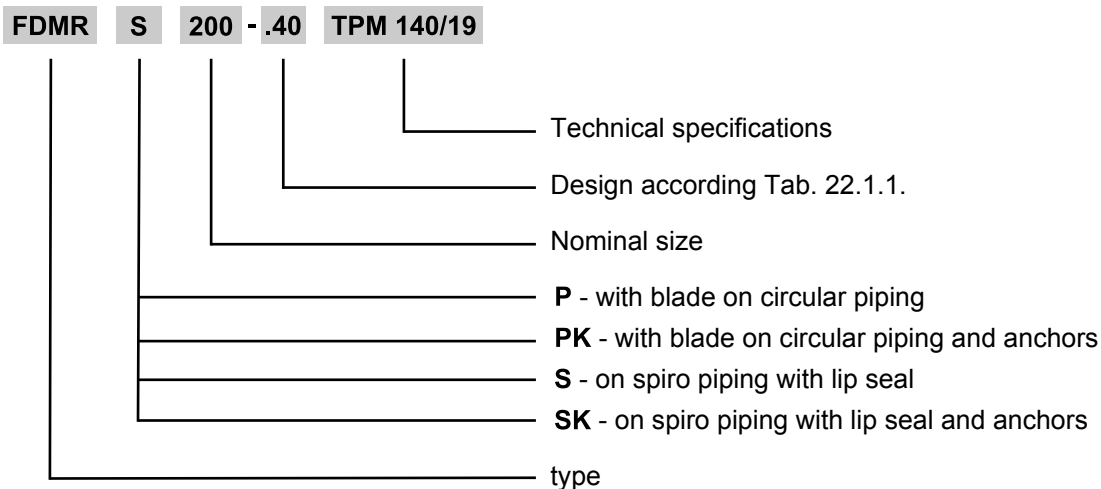 FDMR S 200 - .40 TPM 140/19
Technical specifications
Design according Tab. 22.1.1.
Nominal size
P - with blade on circular piping
PK - with blade on circular piping and anchors
S - on spiro piping with lip seal
SK - on spiro piping with lip seal and anchors
type